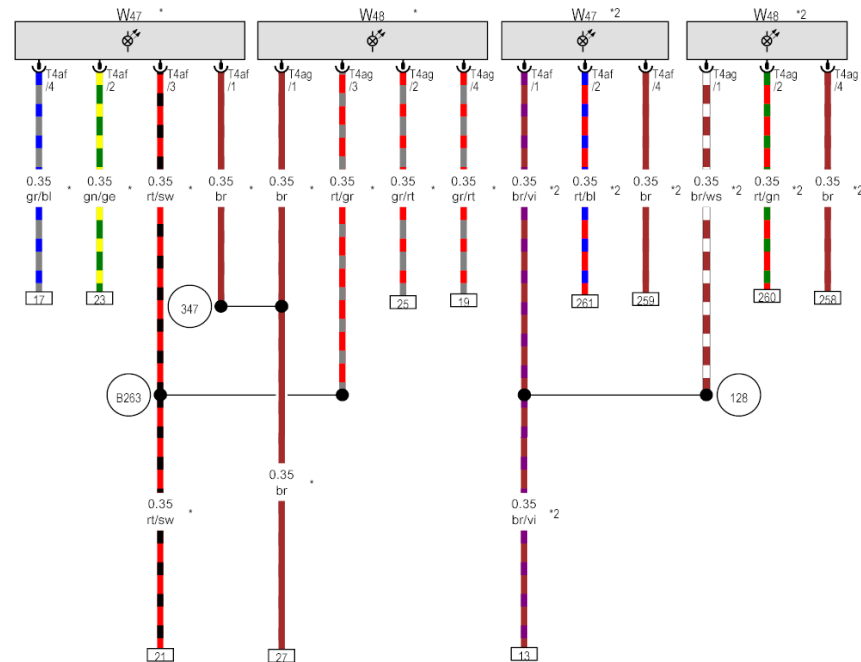 W47 *
W48 *
W47 *2
W48 *2
T4af
/4
T4af
/2
T4af
/3
T4af
/1
T4ag
/1
T4ag
/3
T4ag
/2
T4ag
/4
T4af
/1
T4af
/2
T4af
/4
T4ag
/1
T4ag
/2
T4ag
/4
0.35
gr/bl *
0.35
gn/ge *
0.35
rt/sw *
0.35
br *
0.35
br *
0.35
rt/gr *
0.35
gr/rt *
0.35
gr/rt *
0.35
br/vi *2
0.35
rt/bl *2
0.35
br *2
0.35
br/ws *2
0.35
rt/gn *2
0.35
br *2
17
23
347
25
19
261
259
260
258
B263
128
0.35
br *
0.35
rt/sw *
0.35
br/vi *2
21
27
13